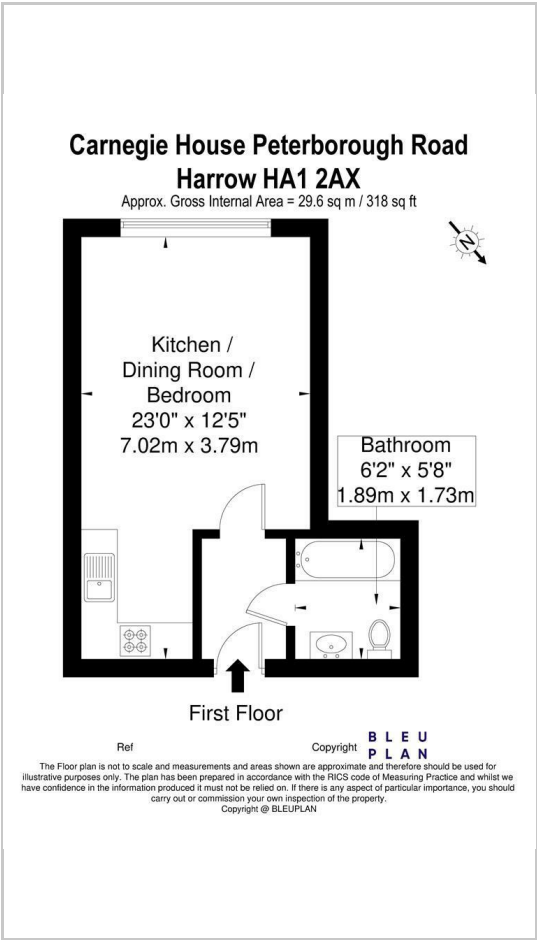 Carnegie House Peterborough Road
Harrow HA1 2AX
Approx. Gross Internal Area = 29.6 sq m / 318 sq ft
N
Kitchen /
Dining Room /
Bedroom
23'0" x 12'5"
7.02m x 3.79m
Bathroom
6'2" x 5'8"
1.89m x 1.73m
First Floor
Ref
Copyright
BLEU
PLAN
The Floor plan is not to scale and measurements and areas shown are approximate and therefore should be used for
illustrative purposes only. The plan has been prepared in accordance with the RICS code of Measuring Practice and whilst we
have confidence in the information produced it must not be relied on. If there is any aspect of particular importance, you should
carry out or commission your own inspection of the property.
Copyright @ BLEUPLAN